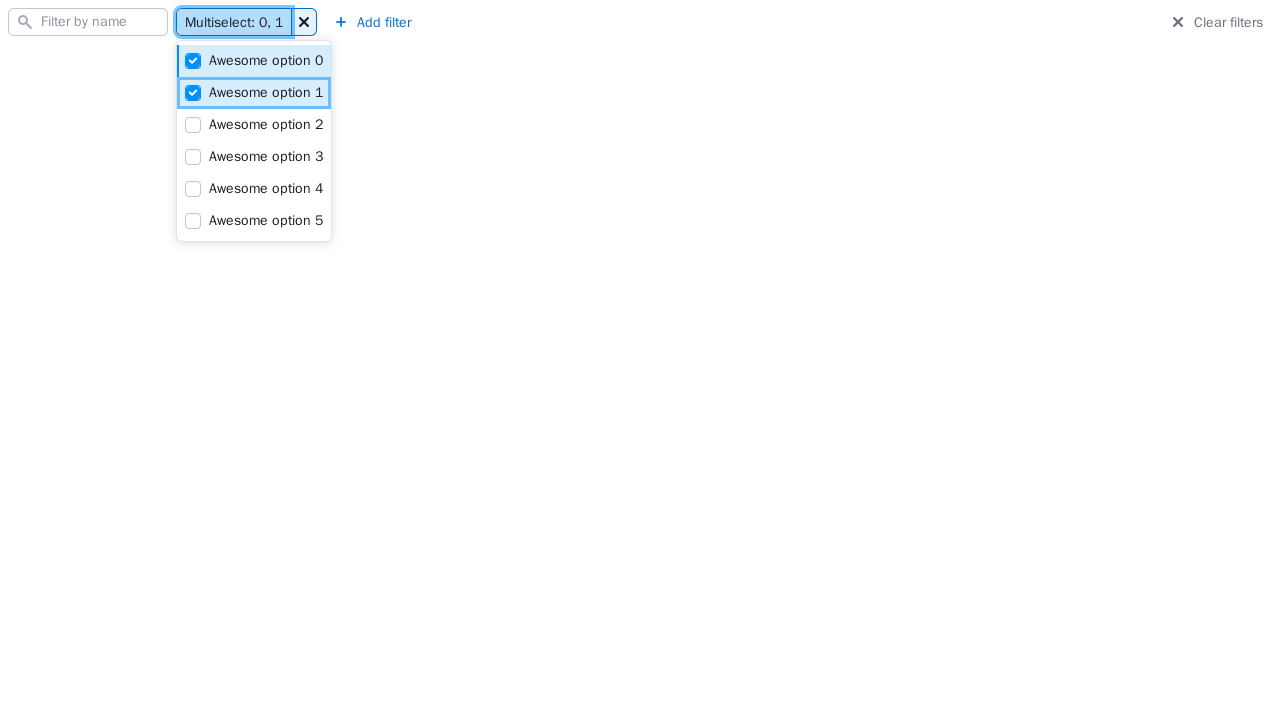 Filter by name
Multiselect: 0, 1
Add filter
Clear filters
Awesome option 0
Awesome option 1
Awesome option 2
Awesome option 3
Awesome option 4
Awesome option 5